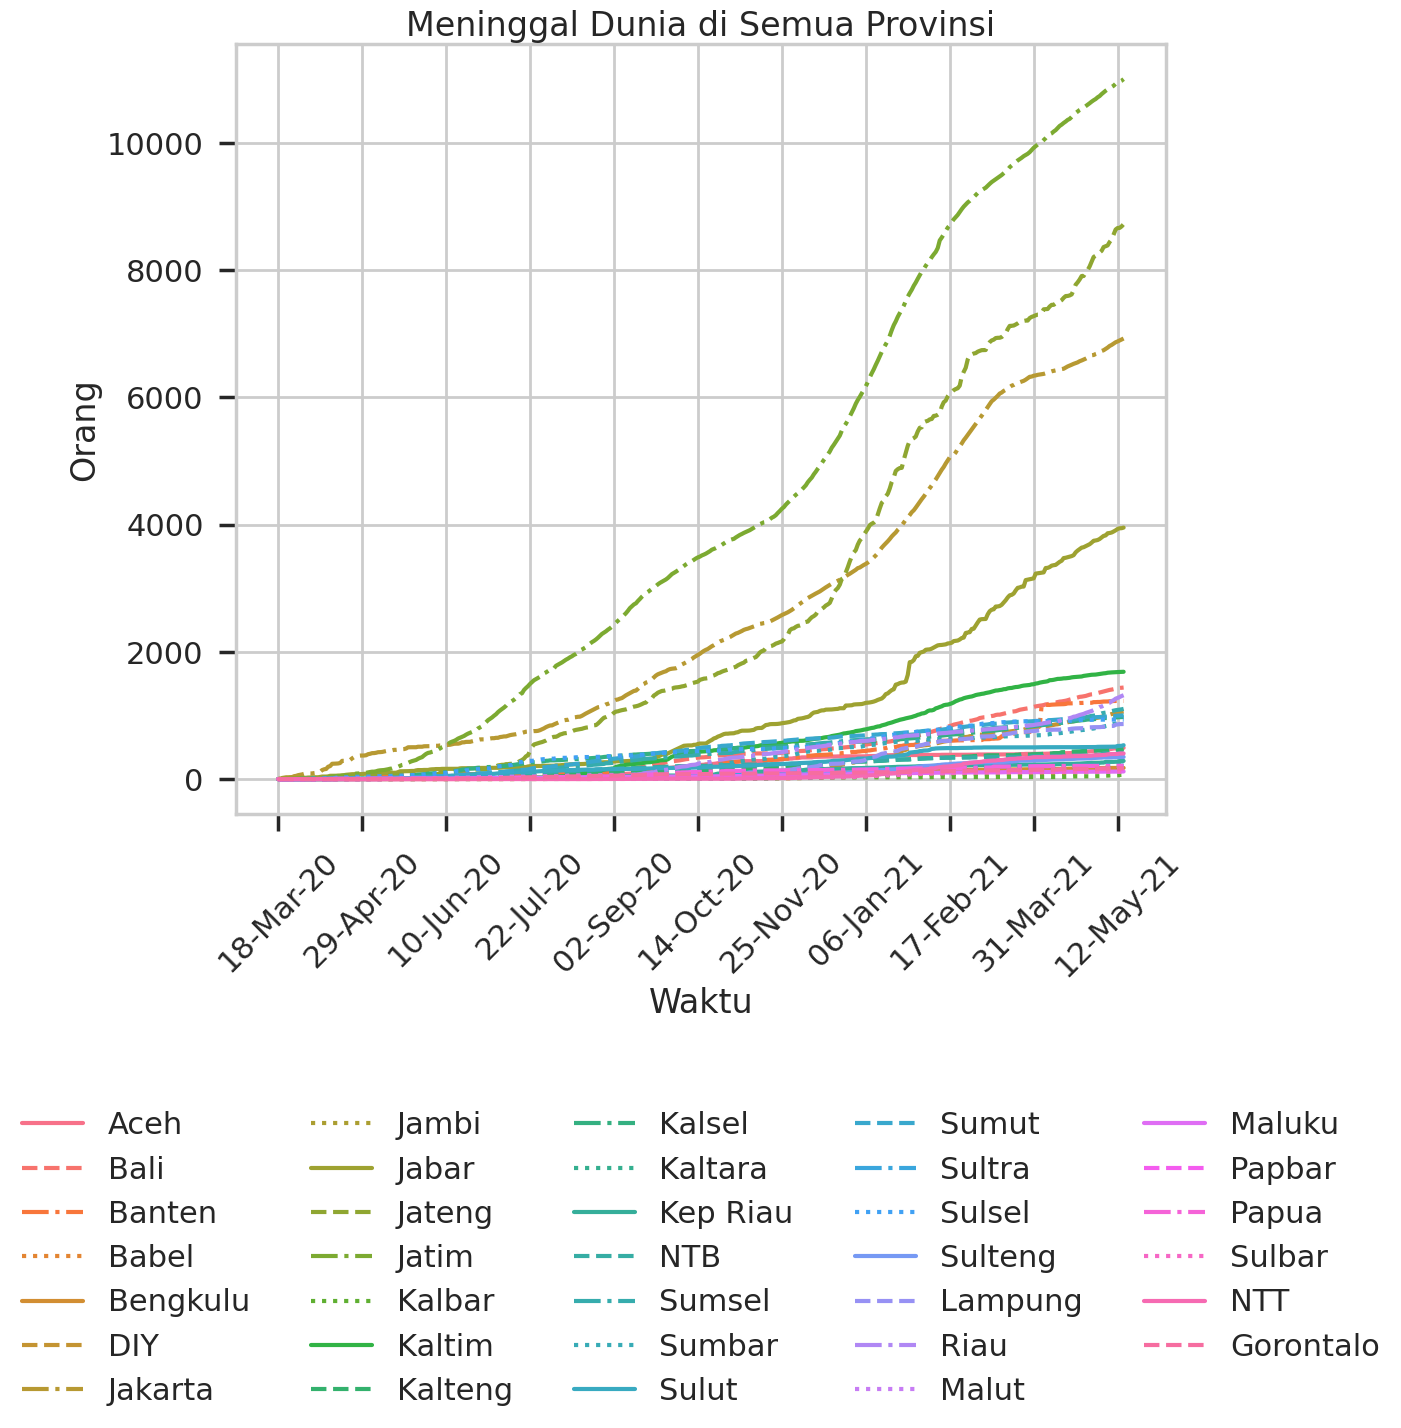 Meninggal Dunia di Semua Provinsi
10000
8000
6000
4000
2000
0
Orang
18-Mar-20
29-Apr-20
10-Jun-20
22-Jul-20
02-Sep-20
14-Oct-20
25-Nov-20
06-Jan-21
17-Feb-21
31-Mar-21
12-May-21
Waktu
Aceh
Bali
Banten
Babel
Bengkulu
DIY
Jakarta
Jambi
Jabar
Jateng
Jatim
Kalbar
Kaltim
Kalteng
Kalsel
Kaltara
Kep Riau
NTB
Sumsel
Sumbar
Sulut
Sumut
Sultra
Sulsel
Sulteng
Lampung
Riau
Malut
Maluku
Papbar
Papua
Sulbar
NTT
Gorontalo